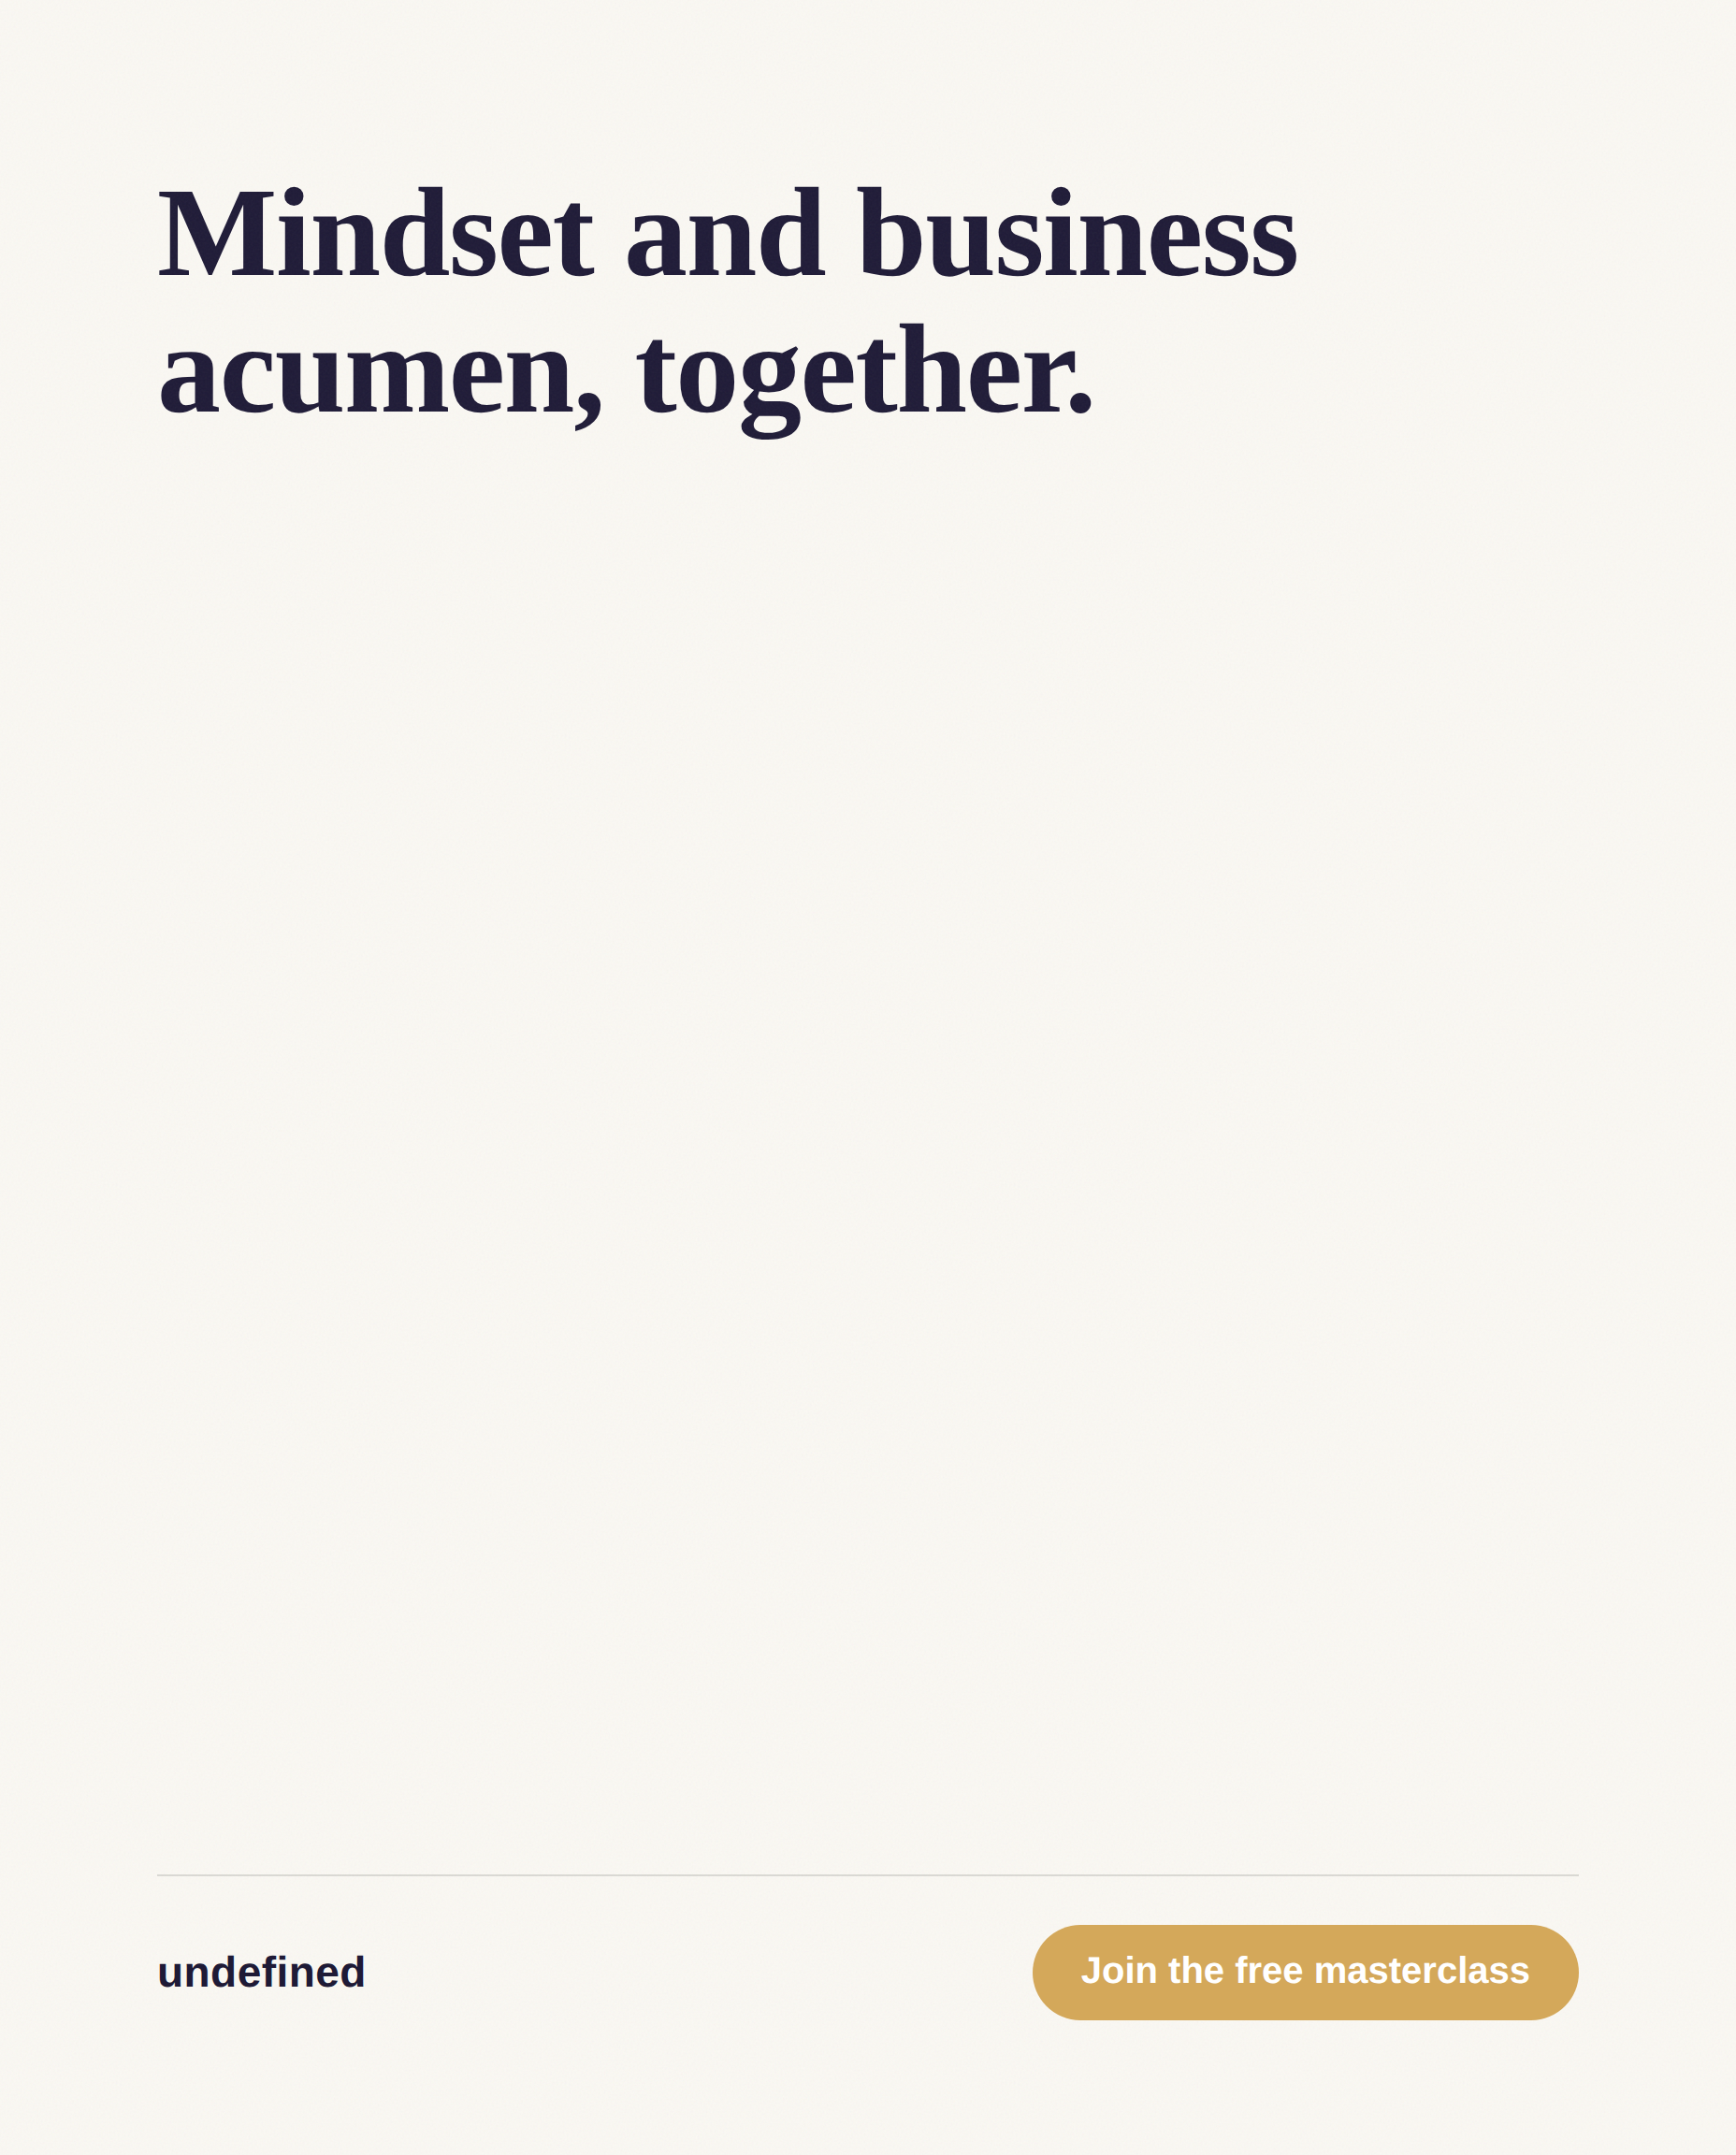 Mindset and business
acumen, together.
undefined
Join the free masterclass